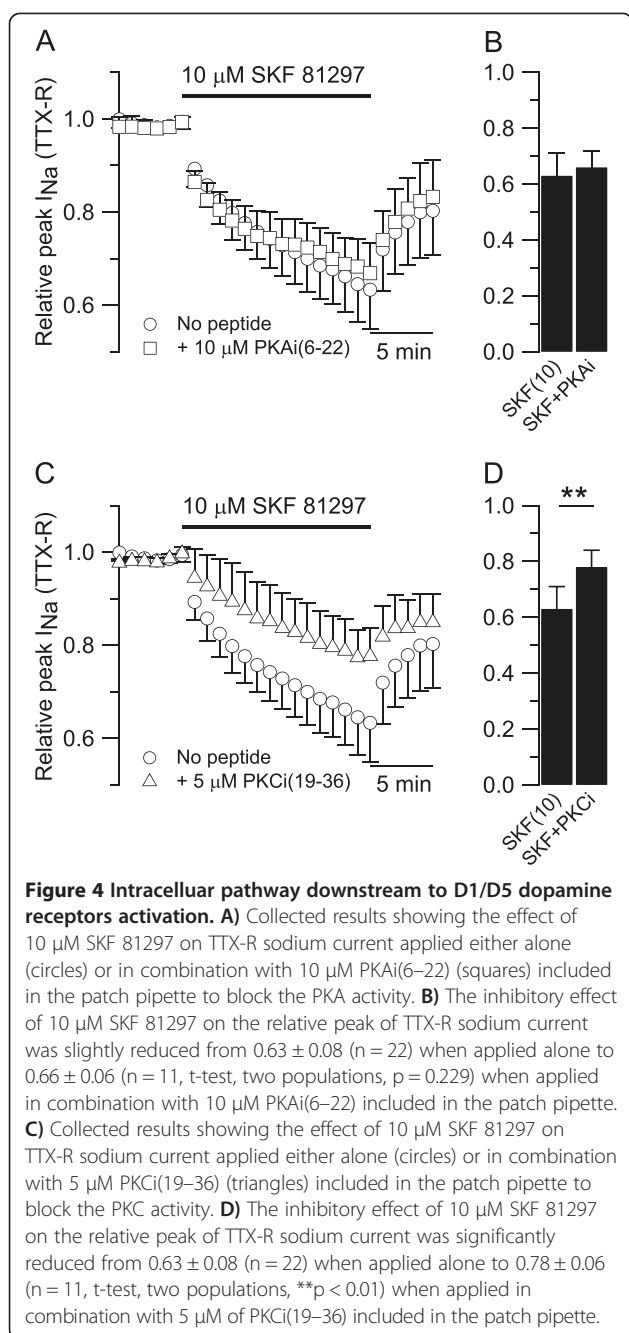 A
B
10 μM SKF 81297
Relative peak INa (TTX-R)
1.0
0.8
0.6
No peptide
+ 10 μM PKAi(6-22)
5 min
1.0
0.8
0.6
0.4
0.2
0.0
SKF(10)
SKF+PKAi
C
D
10 μM SKF 81297
Relative peak INa (TTX-R)
1.0
0.8
0.6
No peptide
+ 5 μM PKCi(19-36)
5 min
**
1.0
0.8
0.6
0.4
0.2
0.0
SKF(10)
SKF+PKCi
Figure 4 Intracelluar pathway downstream to D1/D5 dopamine
receptors activation. A) Collected results showing the effect of
10 μM SKF 81297 on TTX-R sodium current applied either alone
(circles) or in combination with 10 μM PKAi(6–22) (squares) included
in the patch pipette to block the PKA activity. B) The inhibitory effect
of 10 μM SKF 81297 on the relative peak of TTX-R sodium current
was slightly reduced from 0.63 ± 0.08 (n = 22) when applied alone to
0.66 ± 0.06 (n = 11, t-test, two populations, p = 0.229) when applied
in combination with 10 μM PKAi(6–22) included in the patch pipette.
C) Collected results showing the effect of 10 μM SKF 81297 on
TTX-R sodium current applied either alone (circles) or in combination
with 5 μM PKCi(19–36) (triangles) included in the patch pipette to
block the PKC activity. D) The inhibitory effect of 10 μM SKF 81297
on the relative peak of TTX-R sodium current was significantly
reduced from 0.63 ± 0.08 (n = 22) when applied alone to 0.78 ± 0.06
(n = 11, t-test, two populations, **p < 0.01) when applied in
combination with 5 μM of PKCi(19–36) included in the patch pipette.